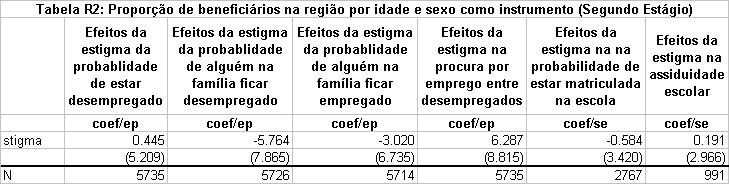 Tabela R2: Proporção de beneficiários na região por idade e sexo como instrumento (Segundo Estágio)
Efeitos da estigma da probablidade de estar desempregado Efeitos da estigma da probablidade de alguém na família ficar desempregado Efeitos da estigma da probablidade de alguém na família ficar empregado Efeitos da estigma na procura por emprego entre desempregados Efeitos da estigma na na probabilidade de estar matriculada na escola Efeitos da estigma na assiduidade escolar
coef/ep coef/ep coef/ep coef/ep coef/se coef/se
stigma 0.445 -5.764 -3.020 6.287 -0.584 0.191
(5.209) (7.865) (6.735) (8.815) (3.420) (2.966)
N 5735 5726 5714 5735 2767 991